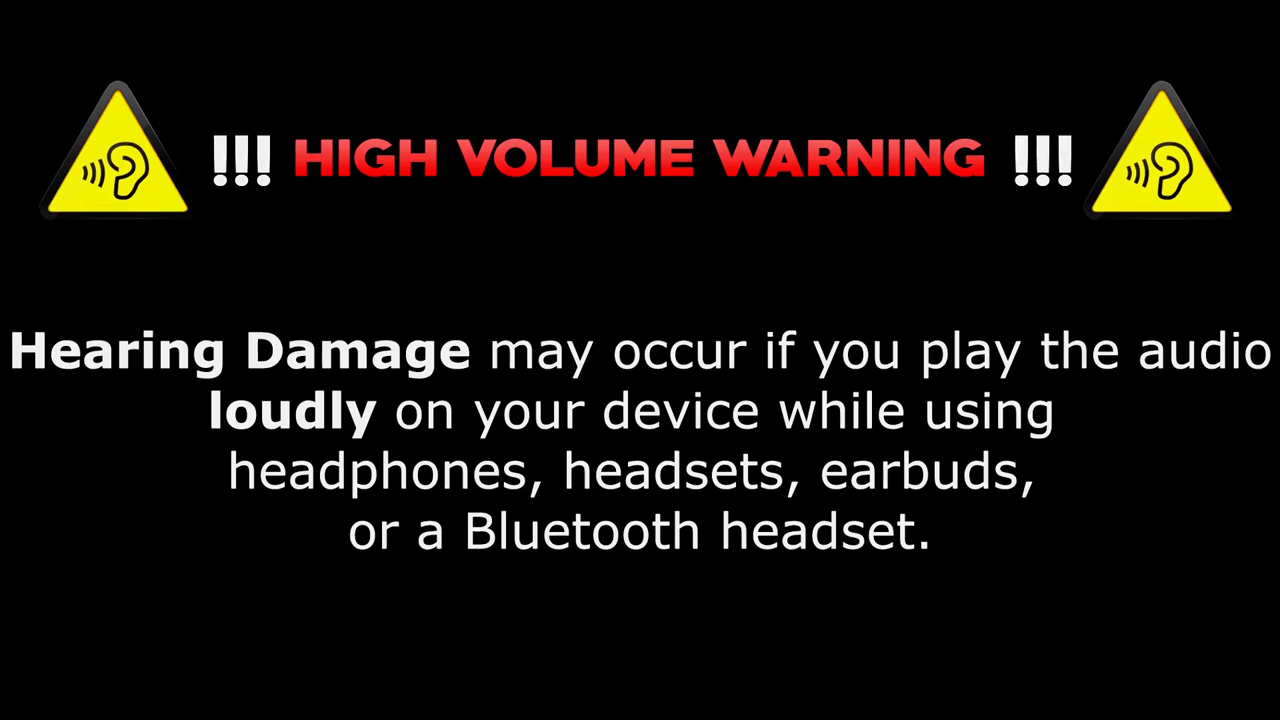 !!! HIGH VOLUME WARNING !!!
Hearing Damage may occur if you play the audio
loudly on your device while using
headphones, headsets, earbuds,
or a Bluetooth headset.